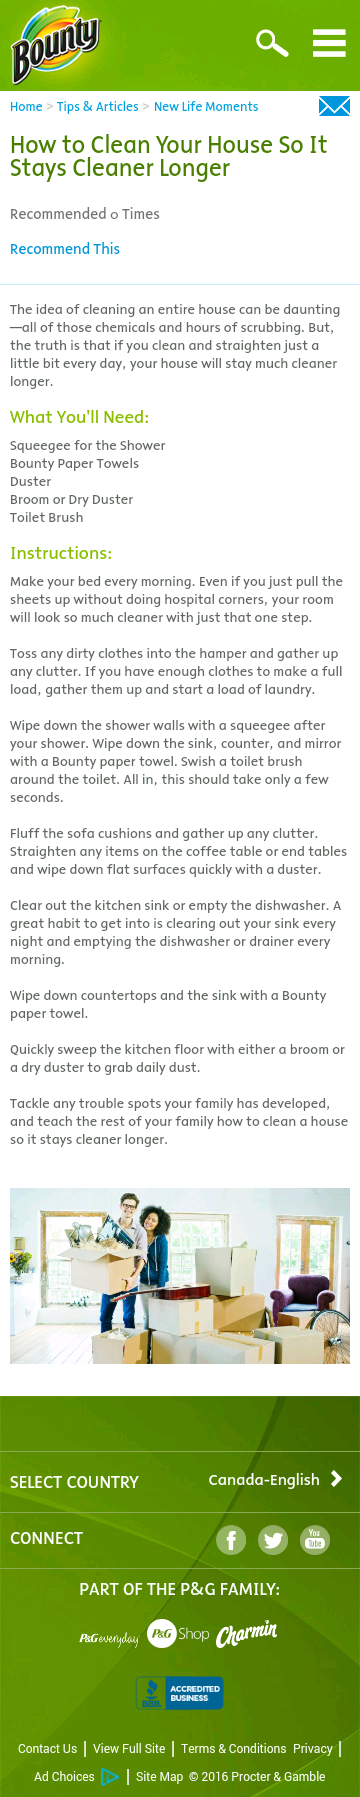 Bounty
Home > Tips & Articles > New Life Moments
How to Clean Your House So It
Stays Cleaner Longer
Recommended 0 Times
Recommend This
The idea of cleaning an entire house can be daunting
—all of those chemicals and hours of scrubbing. But,
the truth is that if you clean and straighten just a
little bit every day, your house will stay much cleaner
longer.
What You'll Need:
Squeegee for the Shower
Bounty Paper Towels
Duster
Broom or Dry Duster
Toilet Brush
Instructions:
Make your bed every morning. Even if you just pull the
sheets up without doing hospital corners, your room
will look so much cleaner with just that one step.
Toss any dirty clothes into the hamper and gather up
any clutter. If you have enough clothes to make a full
load, gather them up and start a load of laundry.
Wipe down the shower walls with a squeegee after
your shower. Wipe down the sink, counter, and mirror
with a Bounty paper towel. Swish a toilet brush
around the toilet. All in, this should take only a few
seconds.
Fluff the sofa cushions and gather up any clutter.
Straighten any items on the coffee table or end tables
and wipe down flat surfaces quickly with a duster.
Clear out the kitchen sink or empty the dishwasher. A
great habit to get into is clearing out your sink every
night and emptying the dishwasher or drainer every
morning.
Wipe down countertops and the sink with a Bounty
paper towel.
Quickly sweep the kitchen floor with either a broom or
a dry duster to grab daily dust.
Tackle any trouble spots your family has developed,
and teach the rest of your family how to clean a house
so it stays cleaner longer.
SELECT COUNTRY Canada-English
CONNECT f You Tube
PART OF THE P&G FAMILY:
P&G everyday P&G Shop Charmin
BBB. ACCREDITED BUSINESS
Contact Us | View Full Site | Terms & Conditions Privacy |
Ad Choices | Site Map © 2016 Procter & Gamble